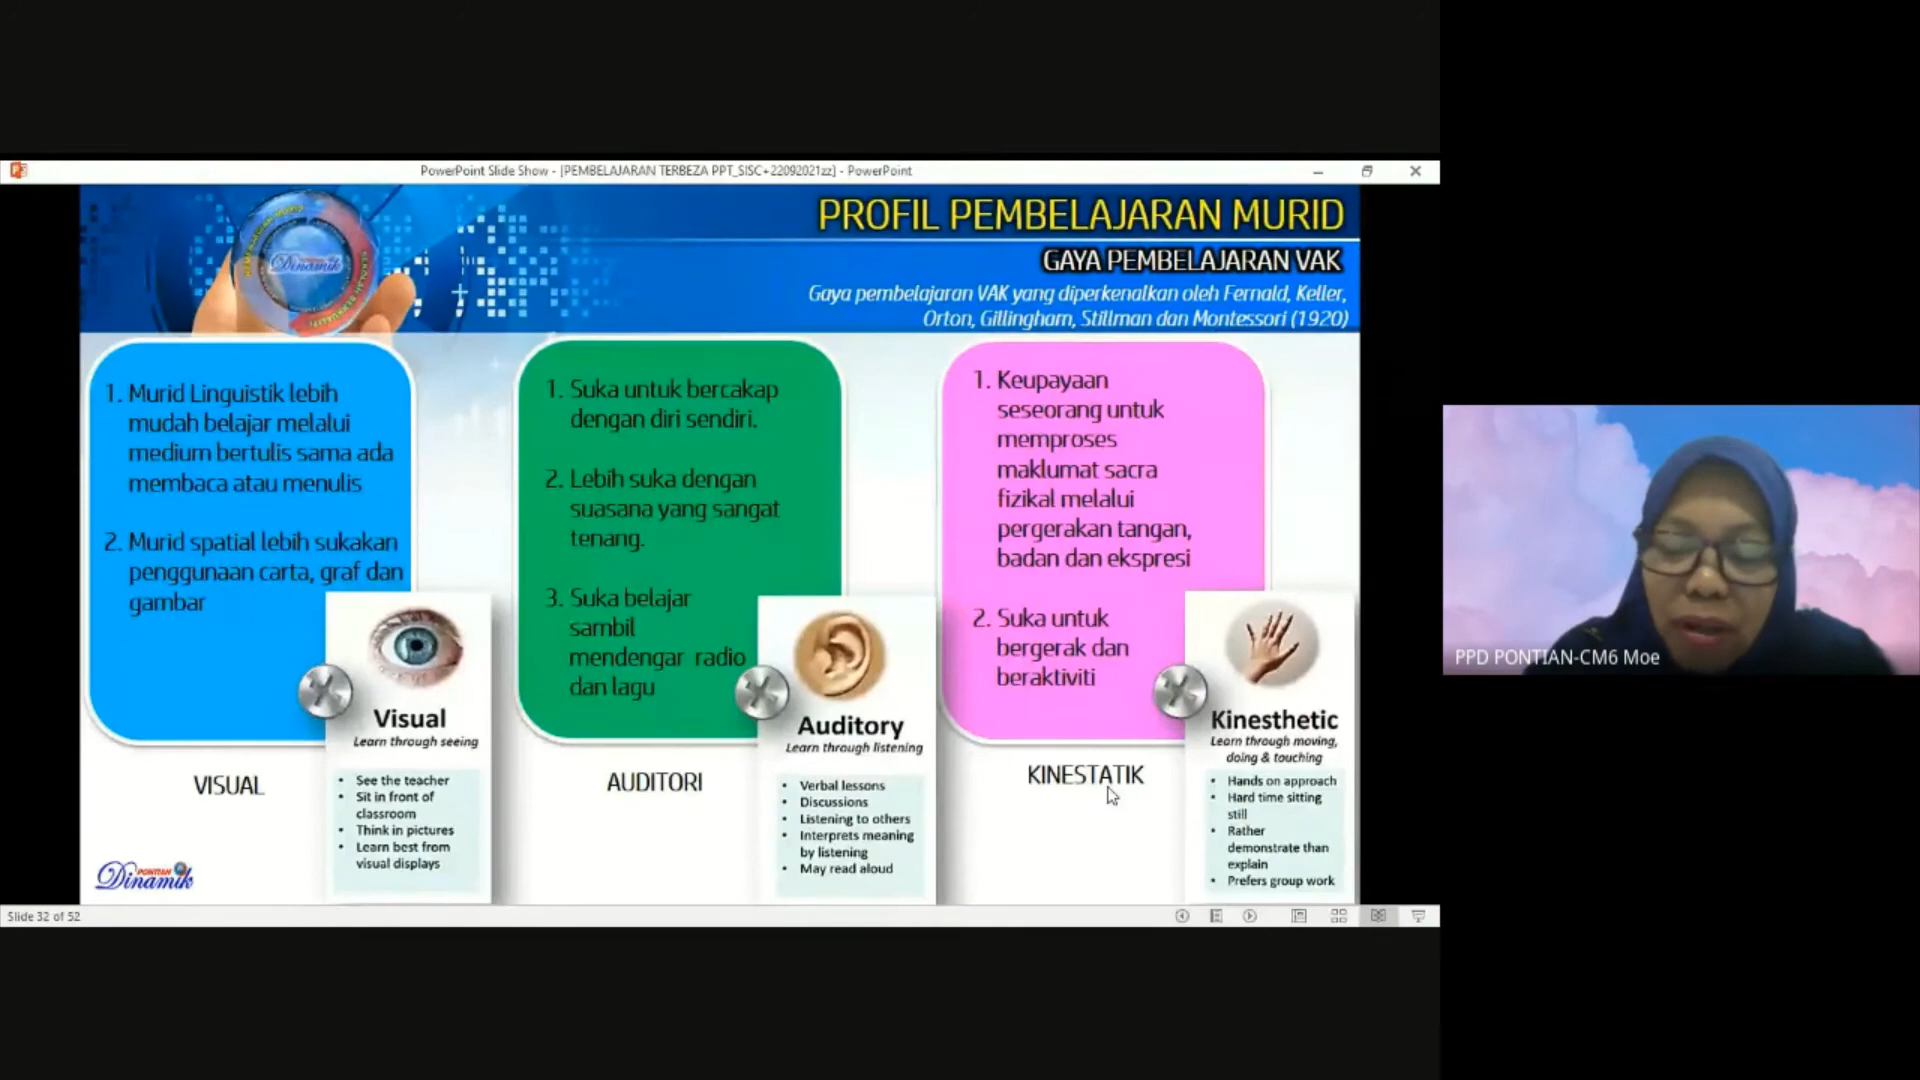 PowerPoint Slide Show - [PEMBELAJARAN TERBEZA PPT_SISC+22092021zz] - PowerPoint
PROFIL PEMBELAJARAN MURID
GAYA PEMBELAJARAN VAK
Gaya pembelajaran VAK yang diperkenalkan oleh Fernald, Keller,
Orton, Gillingham, Stillman dan Montessori (1920)
Dinamik
1. Murid Linguistik lebih
mudah belajar melalui
medium bertulis sama ada
membaca atau menulis
2. Murid spatial lebih sukakan
penggunaan carta, graf dan
gambar
Visual
Learn through seeing
• See the teacher
• Sit in front of
classroom
• Think in pictures
• Learn best from
visual displays
VISUAL
1. Suka untuk bercakap
dengan diri sendiri.
2. Lebih suka dengan
suasana yang sangat
tenang.
3. Suka belajar
sambil
mendengar radio
dan lagu
Auditory
Learn through listening
• Verbal lessons
• Discussions
• Listening to others
• Interprets meaning
by listening
• May read aloud
AUDITORI
1. Keupayaan
seseorang untuk
memproses
maklumat sacra
fizikal melalui
pergerakan tangan,
badan dan ekspresi
2. Suka untuk
bergerak dan
beraktiviti
Kinesthetic
Learn through moving,
doing & touching
• Hands on approach
• Hard time sitting
still
• Rather
demonstrate than
explain
• Prefers group work
KINESTATIK
PONTIAN
Dinamik
Slide 32 of 52
PPD PONTIAN-CM6 Moe